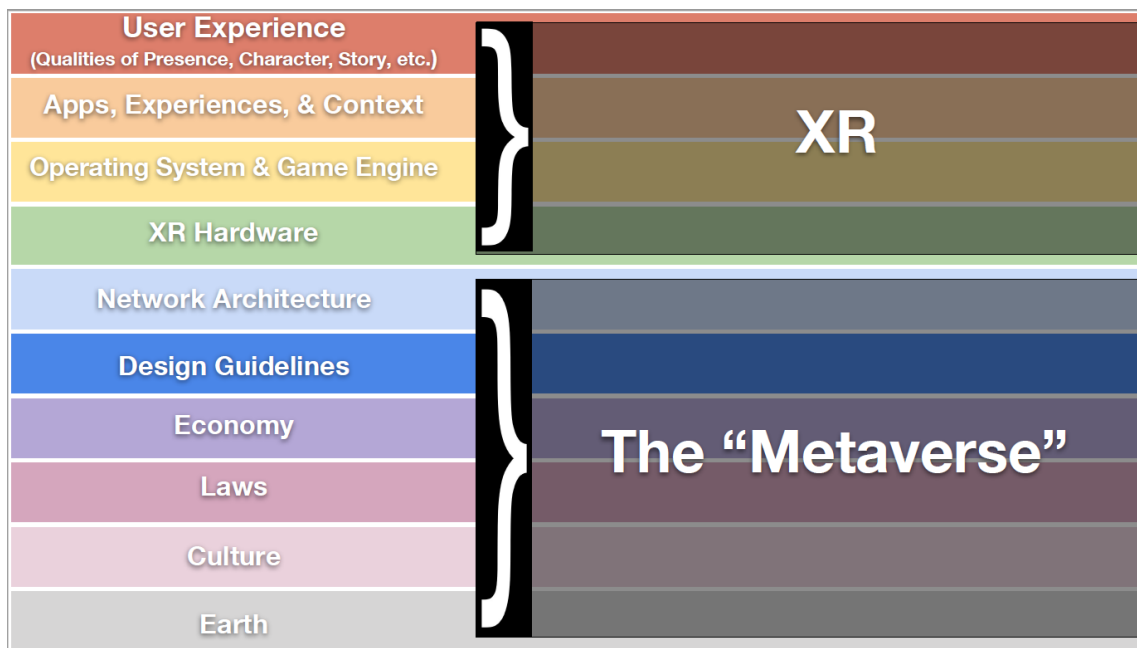 User Experience
(Qualities of Presence, Character, Story, etc.)
Apps, Experiences, & Context
Operating System & Game Engine
XR Hardware
XR
Network Architecture
Design Guidelines
Economy
Laws
Culture
Earth
The “Metaverse”